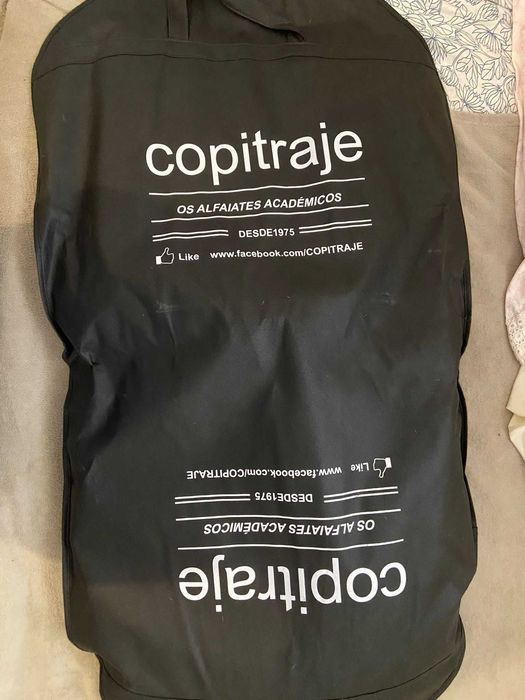 copitraje
OS ALFAIATES ACADÉMICOS
DESDE1975
Like www.facebook.com/COPITRAJE
Like www.facebook.com/COPITRAJE
DESDE1975
OS ALFAIATES ACADÉMICOS
copitraje